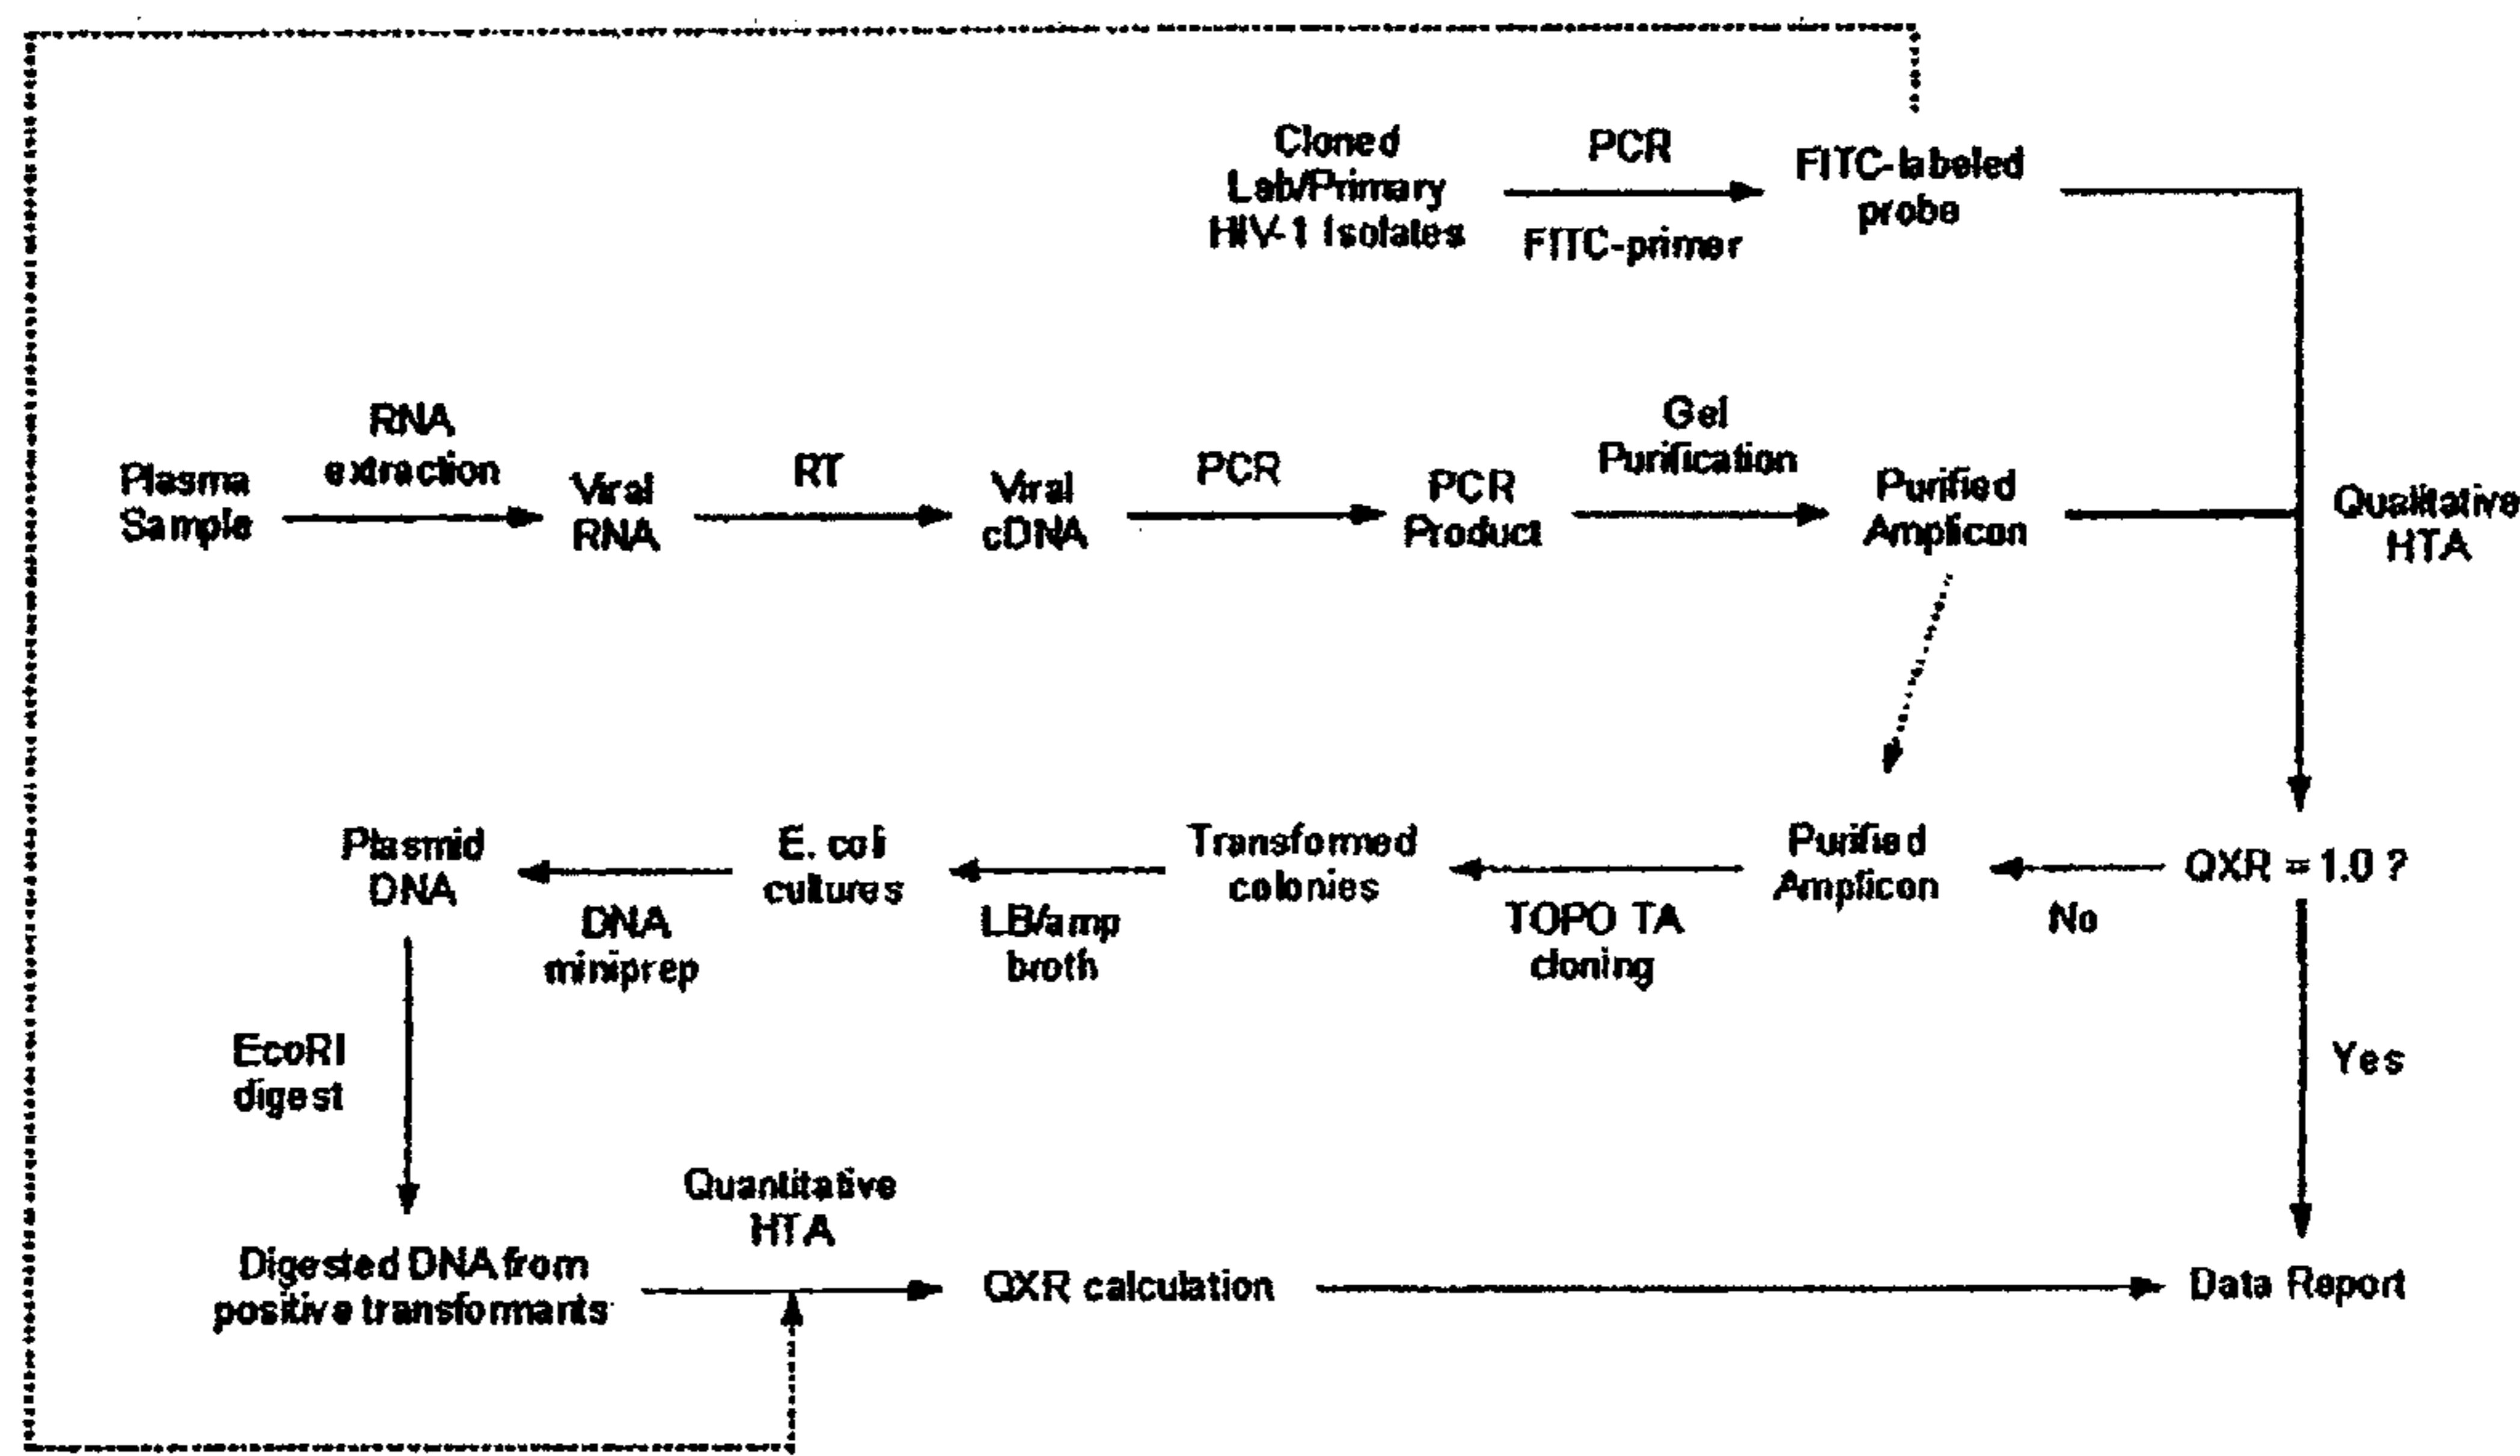 Cloned
Lab/Primary
HIV-1 Isolates
PCR
FITC-primer
FITC-labeled
probe
Plasma
Sample
RNA
extraction
Viral
RNA
RT
Viral
cDNA
PCR
PCR
Product
Gel
Purification
Purified
Amplicon
Qualitative
HTA
Plasmid
DNA
DNA
miniprep
E. coli
cultures
LB/amp
broth
Transformed
colonies
TOPO TA
cloning
Purified
Amplicon
No
QXR = 1.0 ?
EcoRI
digest
Yes
Digested DNA from
positive transformants
Quantitative
HTA
QXR calculation
Data Report